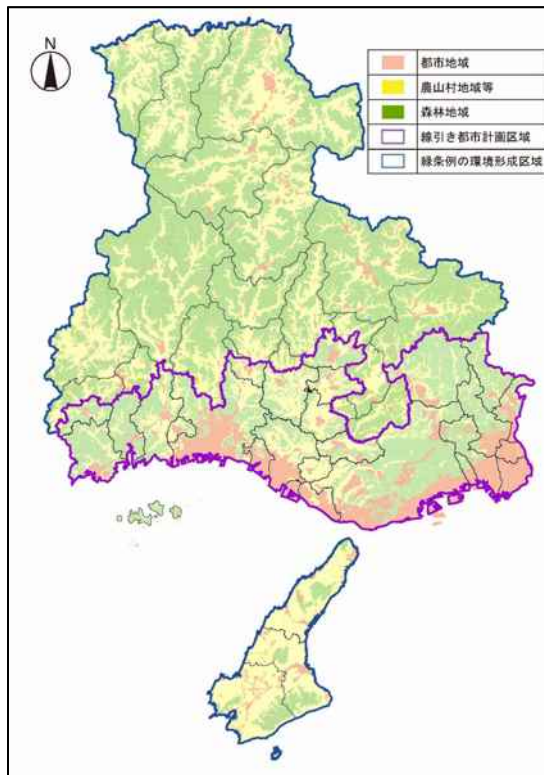 N
都市地域
農山村地域等
森林地域
線引き都市計画区域
緑条例の環境形成区域